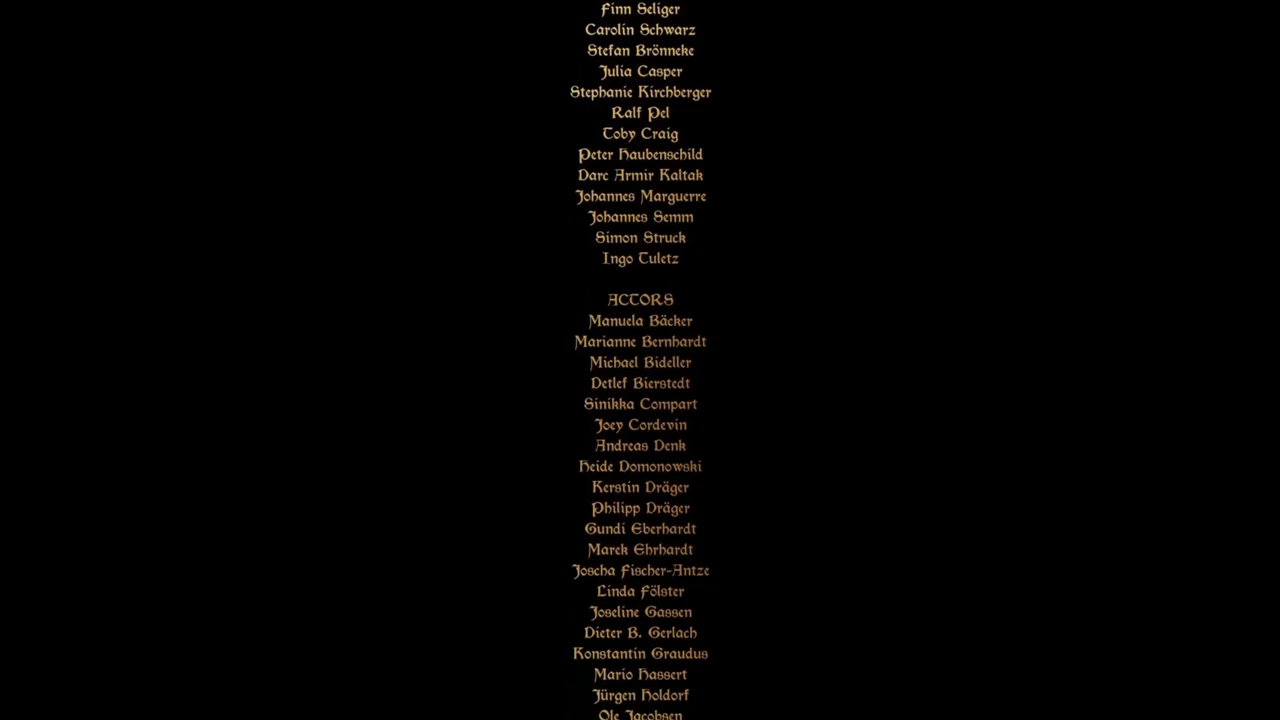 Finn Seliger
Carolin Schwarz
Stefan Brönneke
Julia Casper
Stephanie Kirchberger
Ralf Pel
Toby Craig
Peter Haubenschild
Darc Armir Kaltak
Johannes Marguerre
Johannes Semm
Simon Struck
Ingo Tuletz
ACTORS
Manuela Bäcker
Marianne Bernhardt
Michael Bideller
Detlef Bierstedt
Sinikka Compart
Joey Cordevin
Andreas Denk
Heide Domonowski
Kerstin Dräger
Philipp Dräger
Gundi Eberhardt
Marek Ehrhardt
Joscha Fischer-Antze
Linda Fölster
Joseline Gassen
Dieter B. Gerlach
Konstantin Graudus
Mario Hassert
Jürgen Holdorf
Ole Jacobsen